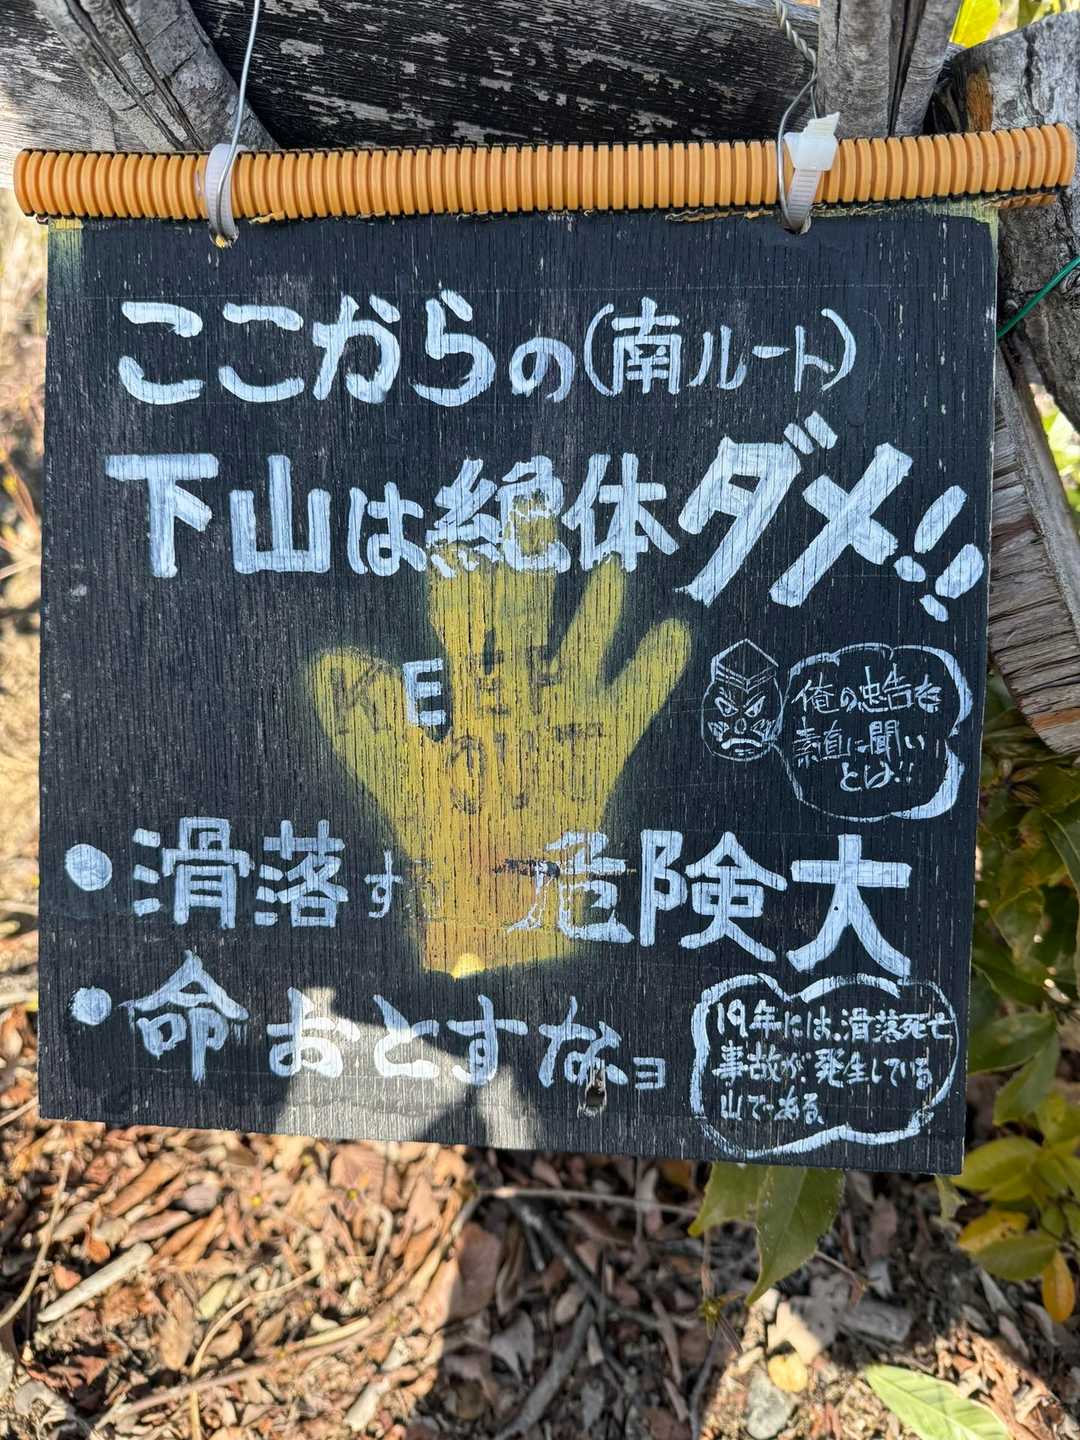 ここからの(南ルート)
下山は絶体ダメ!!
KEEP
OUT
俺の忠告を
素直に聞い
とけ!!
・滑落す 危険大
・命おとすなヨ
19年には、滑落死亡
事故が、発生している
山である